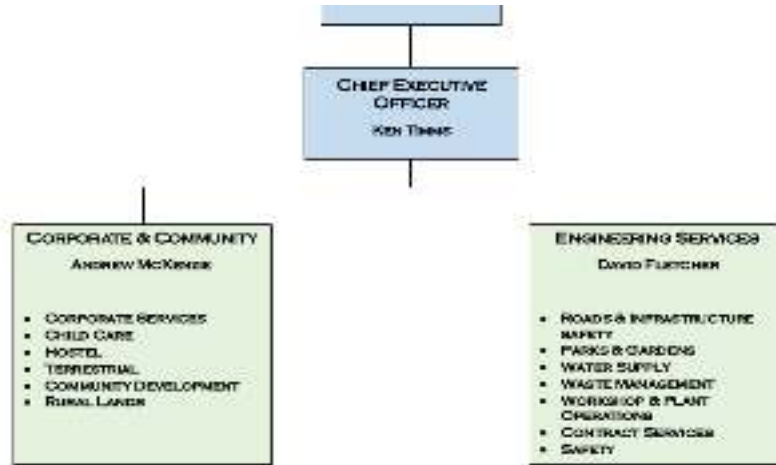 CHIEF EXECUTIVE
OFFICER
KEN TIMMS
CORPORATE & COMMUNITY
ANDREW MCKENZIE
• CORPORATE SERVICES
• CHILD CARE
• HOSTEL
• TERRESTRIAL
• COMMUNITY DEVELOPMENT
• RURAL LANDS
ENGINEERING SERVICES
DAVID FLETCHER
• ROADS & INFRASTRUCTURE
SAFETY
• PARKS & GARDENS
• WATER SUPPLY
• WASTE MANAGEMENT
• WORKSHOP & PLANT
OPERATIONS
• CONTRACT SERVICES
• SAFETY